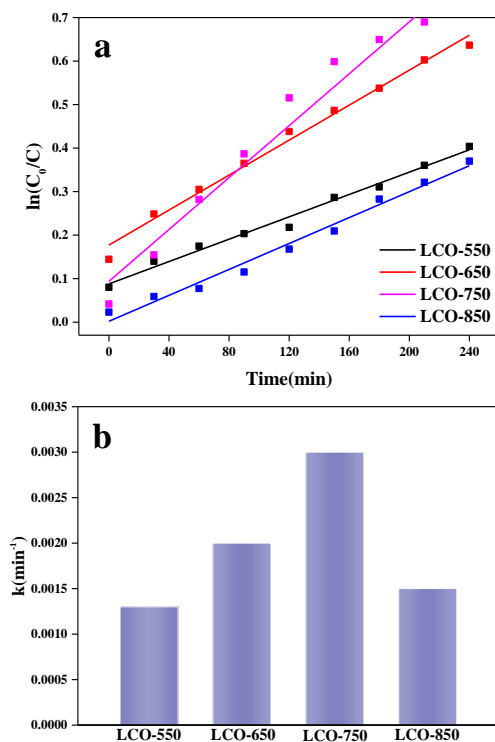 a
0.7
0.6
0.5
0.4
0.3
0.2
0.1
0.0
ln(C₀/C)
LCO-550
LCO-650
LCO-750
LCO-850
0 40 80 120 160 200 240
Time(min)
b
0.0035
0.0030
0.0025
0.0020
0.0015
0.0010
0.0005
0.0000
k(min⁻¹)
LCO-550 LCO-650 LCO-750 LCO-850